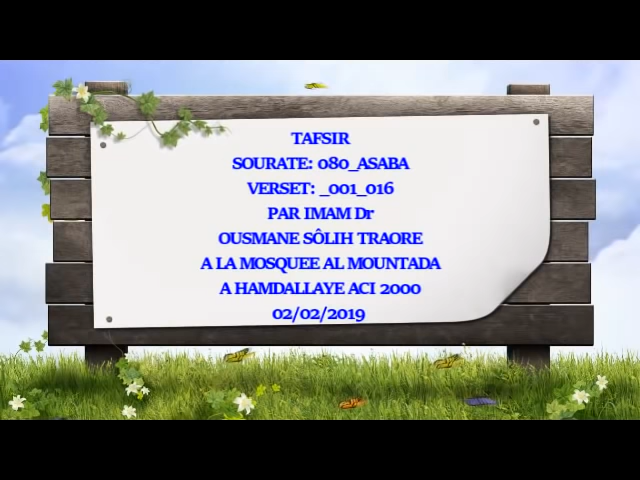 TAFSIR
SOURATE: 080_ASABA
VERSET: _001_016
PAR IMAM Dr
OUSMANE SÔLIH TRAORE
A LA MOSQUEE AL MOUNTADA
A HAMDALLAYE ACI 2000
02/02/2019